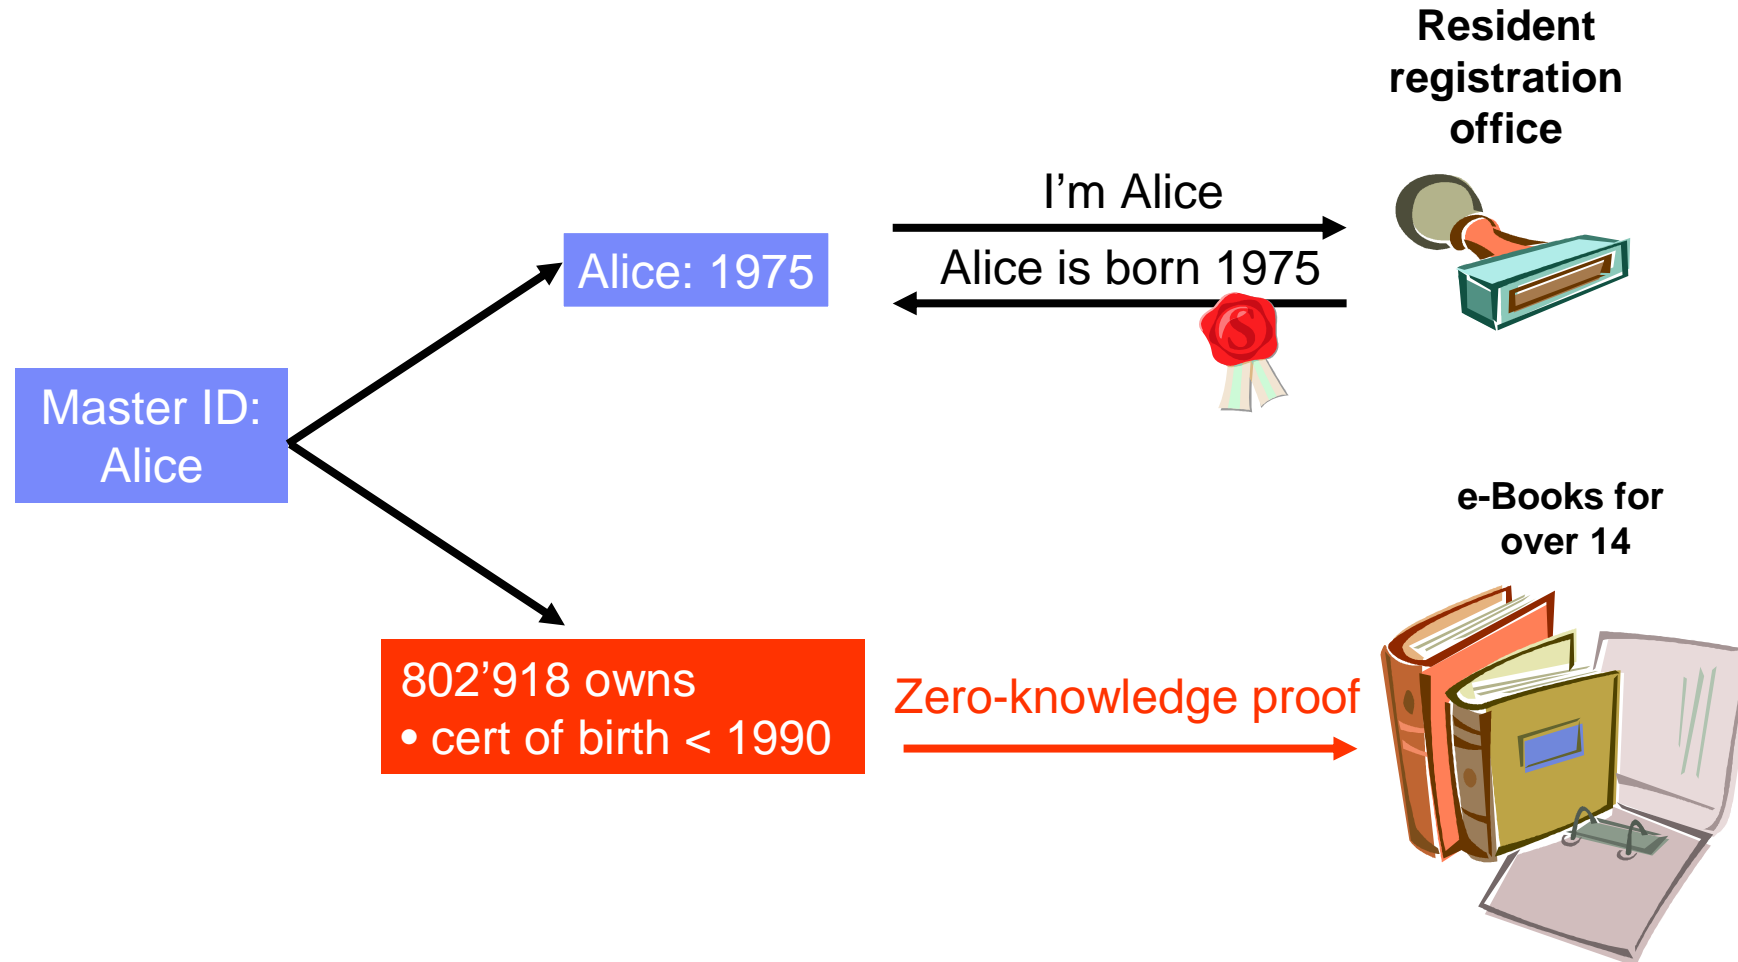 Resident
registration
office
I’m Alice
Alice: 1975
Alice is born 1975
S
Master ID:
Alice
e-Books for
over 14
802’918 owns
• cert of birth < 1990
Zero-knowledge proof